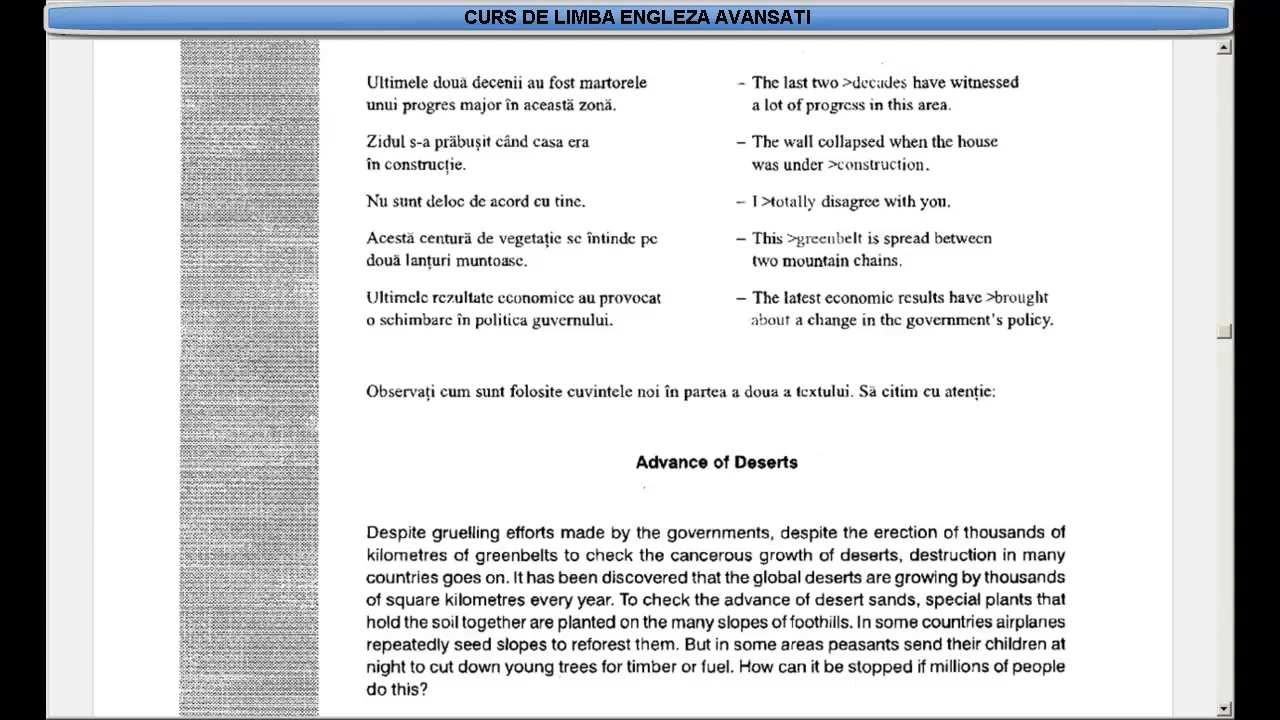 CURS DE LIMBA ENGLEZA AVANSATI
Ultimele două decenii au fost martorele
unui progres major în această zonă.
– The last two >decades have witnessed
a lot of progress in this area.
Zidul s-a prăbușit când casa era
în construcție.
– The wall collapsed when the house
was under >construction.
Nu sunt deloc de acord cu tine.
– I >totally disagree with you.
Acestă centură de vegetație se întinde pe
două lanțuri muntoase.
– This >greenbelt is spread between
two mountain chains.
Ultimele rezultate economice au provocat
o schimbare în politica guvernului.
– The latest economic results have >brought
about a change in the government's policy.
Observați cum sunt folosite cuvintele noi în partea a doua a textului. Să citim cu atenție:
Advance of Deserts
Despite gruelling efforts made by the governments, despite the erection of thousands of
kilometres of greenbelts to check the cancerous growth of deserts, destruction in many
countries goes on. It has been discovered that the global deserts are growing by thousands
of square kilometres every year. To check the advance of desert sands, special plants that
hold the soil together are planted on the many slopes of foothills. In some countries airplanes
repeatedly seed slopes to reforest them. But in some areas peasants send their children at
night to cut down young trees for timber or fuel. How can it be stopped if millions of people
do this?